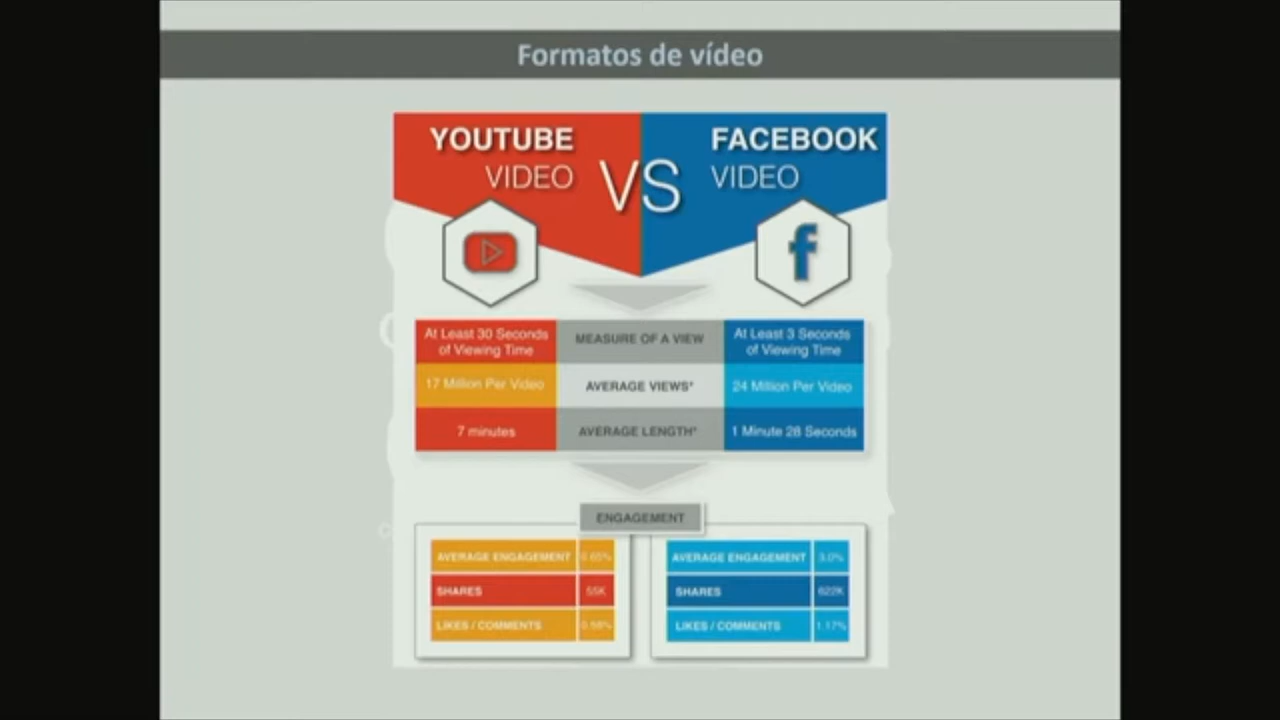 Formatos de vídeo
YOUTUBE
VIDEO
VS
FACEBOOK
VIDEO
At Least 30 Seconds
of Viewing Time
MEASURE OF A VIEW
At Least 3 Seconds
of Viewing Time
17 Million Per Video
AVERAGE VIEWS*
24 Million Per Video
7 minutes
AVERAGE LENGTH*
1 Minute 28 Seconds
ENGAGEMENT
AVERAGE ENGAGEMENT
SHARES 55K
LIKES / COMMENTS
AVERAGE ENGAGEMENT 3.0%
SHARES 622K
LIKES / COMMENTS 1.17%